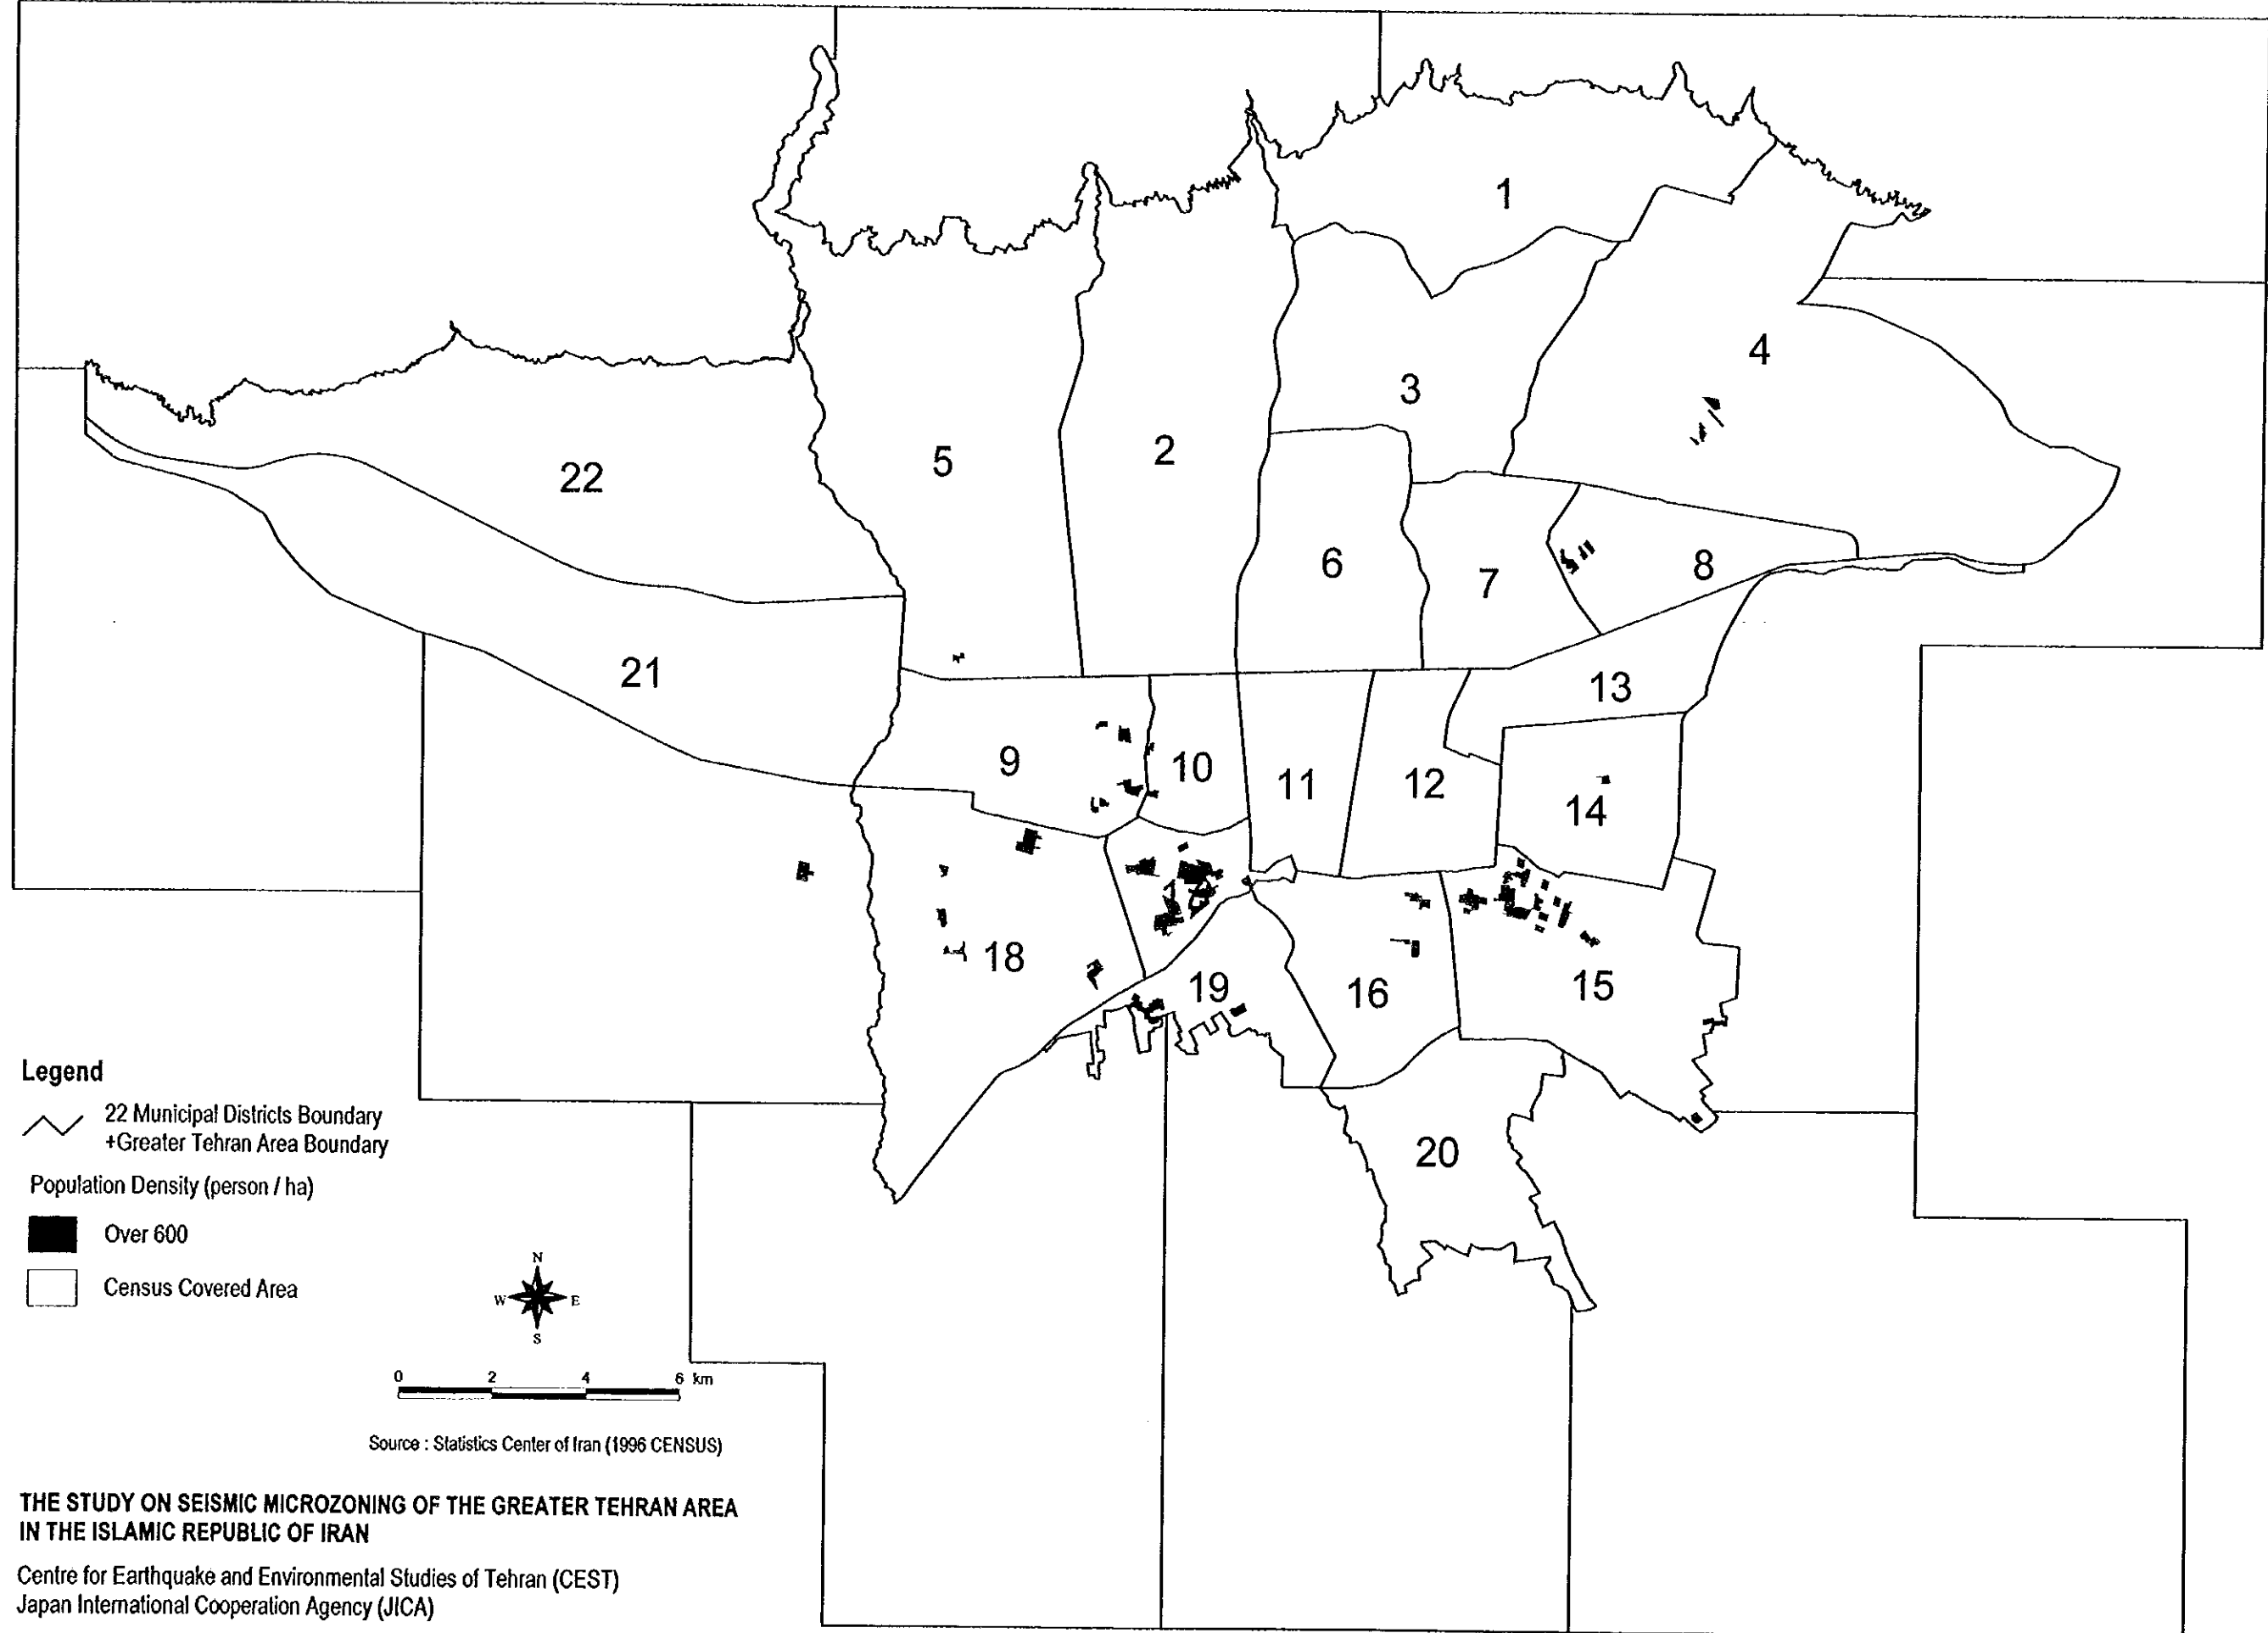 1
4
3
2
5
22
6
8
7
21
13
9
10
11
12
14
1
18
19
16
15
20
Legend
22 Municipal Districts Boundary
+Greater Tehran Area Boundary
Population Density (person / ha)
Over 600
Census Covered Area
N
W E
S
0 2 4 6 km
Source : Statistics Center of Iran (1996 CENSUS)
THE STUDY ON SEISMIC MICROZONING OF THE GREATER TEHRAN AREA
IN THE ISLAMIC REPUBLIC OF IRAN
Centre for Earthquake and Environmental Studies of Tehran (CEST)
Japan International Cooperation Agency (JICA)